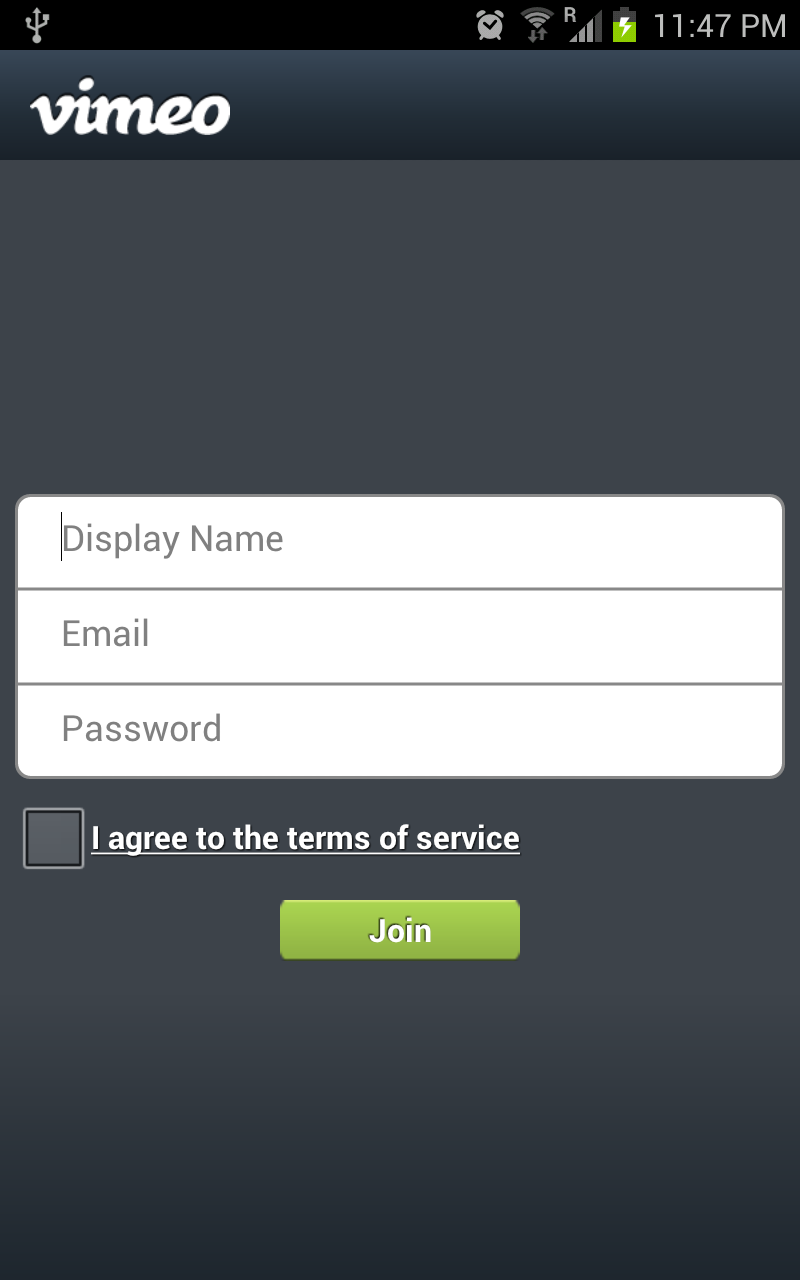 R
11:47 PM
vimeo
Display Name
Email
Password
I agree to the terms of service
Join